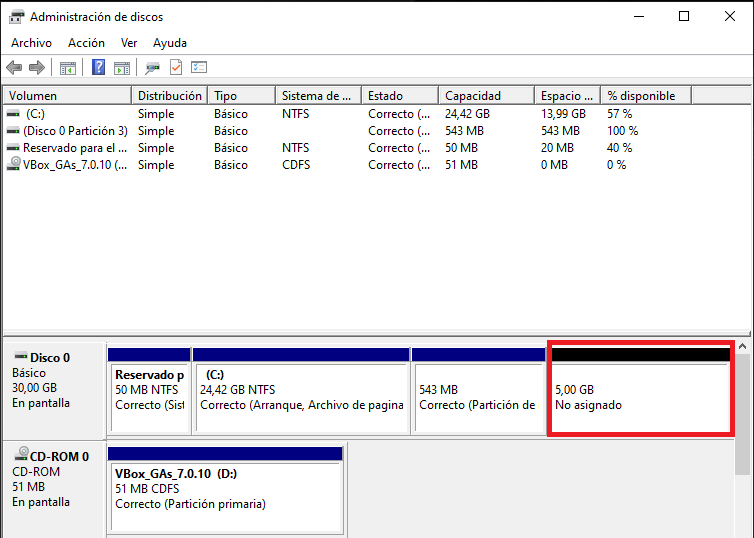 Administración de discos
Archivo Acción Ver Ayuda
Volumen Distribución Tipo Sistema de ... Estado Capacidad Espacio ... % disponible
(C:) Simple Básico NTFS Correcto (... 24,42 GB 13,99 GB 57 %
(Disco 0 Partición 3) Simple Básico Correcto (... 543 MB 543 MB 100 %
Reservado para el ... Simple Básico NTFS Correcto (... 50 MB 20 MB 40 %
VBox_GAs_7.0.10 (... Simple Básico CDFS Correcto (... 51 MB 0 MB 0 %
Disco 0
Básico
30,00 GB
En pantalla
Reservado p
50 MB NTFS
Correcto (Sist
(C:)
24,42 GB NTFS
Correcto (Arranque, Archivo de pagina
543 MB
Correcto (Partición de
5,00 GB
No asignado
CD-ROM 0
CD-ROM
51 MB
En pantalla
VBox_GAs_7.0.10 (D:)
51 MB CDFS
Correcto (Partición primaria)